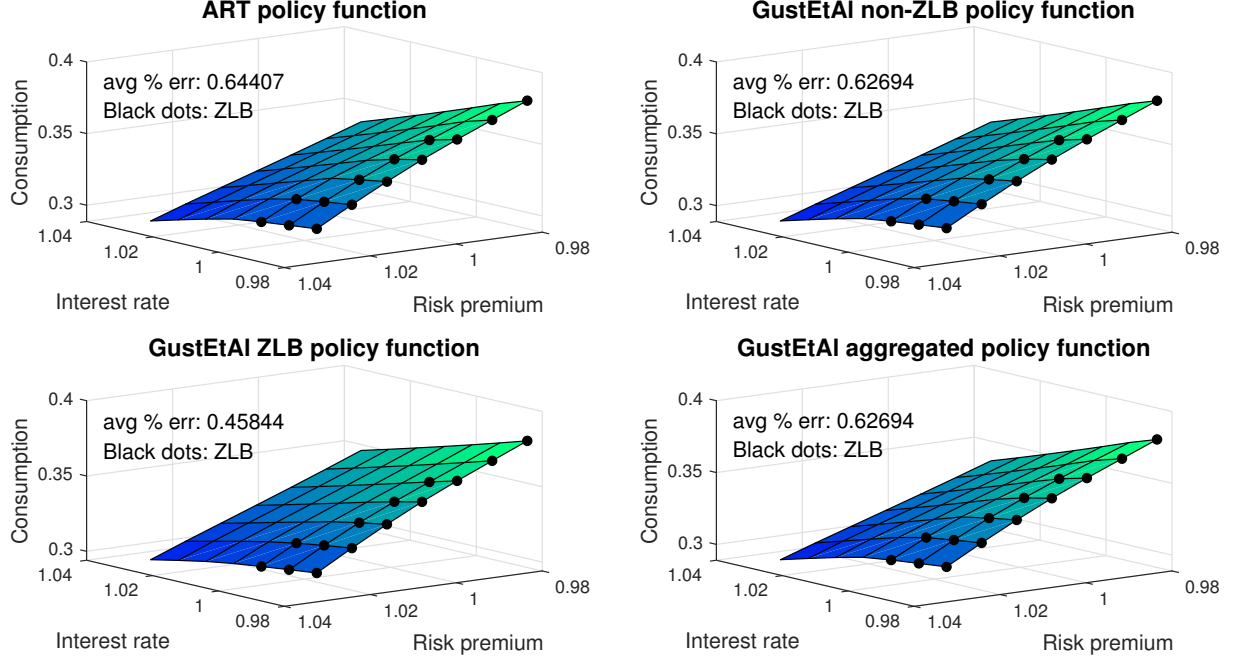 ART policy function
avg % err: 0.64407
Black dots: ZLB
Consumption
0.4
0.35
0.3
1.04
1.02
1
0.98
Interest rate
1.04
1.02
1
0.98
Risk premium
GustEtAl non-ZLB policy function
avg % err: 0.62694
Black dots: ZLB
Consumption
0.4
0.35
0.3
1.04
1.02
1
0.98
Interest rate
1.04
1.02
1
0.98
Risk premium
GustEtAl ZLB policy function
avg % err: 0.45844
Black dots: ZLB
Consumption
0.4
0.35
0.3
1.04
1.02
1
0.98
Interest rate
1.04
1.02
1
0.98
Risk premium
GustEtAl aggregated policy function
avg % err: 0.62694
Black dots: ZLB
Consumption
0.4
0.35
0.3
1.04
1.02
1
0.98
Interest rate
1.04
1.02
1
0.98
Risk premium